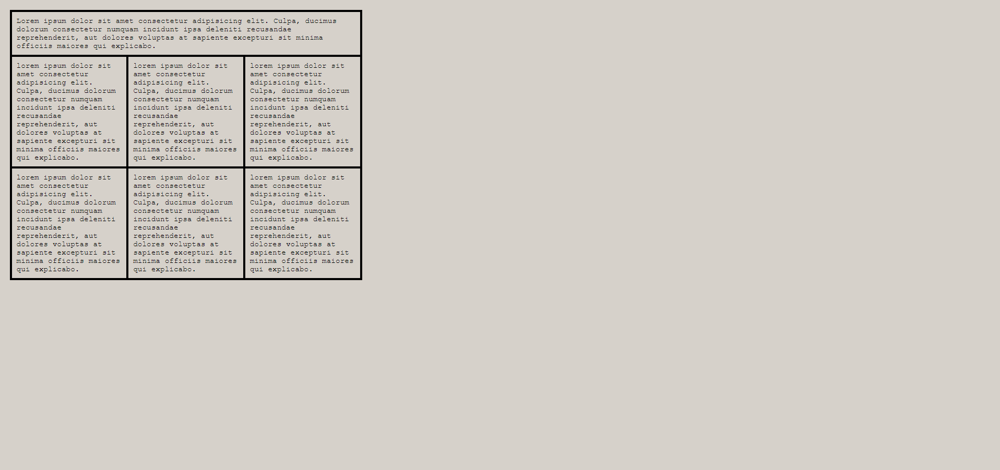 Lorem ipsum dolor sit amet consectetur adipisicing elit. Culpa, ducimus
dolorum consectetur numquam incidunt ipsa deleniti recusandae
reprehenderit, aut dolores voluptas at sapiente excepturi sit minima
officiis maiores qui explicabo.
lorem ipsum dolor sit
amet consectetur
adipisicing elit.
Culpa, ducimus dolorum
consectetur numquam
incidunt ipsa deleniti
recusandae
reprehenderit, aut
dolores voluptas at
sapiente excepturi sit
minima officiis maiores
qui explicabo.
lorem ipsum dolor sit
amet consectetur
adipisicing elit.
Culpa, ducimus dolorum
consectetur numquam
incidunt ipsa deleniti
recusandae
reprehenderit, aut
dolores voluptas at
sapiente excepturi sit
minima officiis maiores
qui explicabo.
lorem ipsum dolor sit
amet consectetur
adipisicing elit.
Culpa, ducimus dolorum
consectetur numquam
incidunt ipsa deleniti
recusandae
reprehenderit, aut
dolores voluptas at
sapiente excepturi sit
minima officiis maiores
qui explicabo.
lorem ipsum dolor sit
amet consectetur
adipisicing elit.
Culpa, ducimus dolorum
consectetur numquam
incidunt ipsa deleniti
recusandae
reprehenderit, aut
dolores voluptas at
sapiente excepturi sit
minima officiis maiores
qui explicabo.
lorem ipsum dolor sit
amet consectetur
adipisicing elit.
Culpa, ducimus dolorum
consectetur numquam
incidunt ipsa deleniti
recusandae
reprehenderit, aut
dolores voluptas at
sapiente excepturi sit
minima officiis maiores
qui explicabo.
lorem ipsum dolor sit
amet consectetur
adipisicing elit.
Culpa, ducimus dolorum
consectetur numquam
incidunt ipsa deleniti
recusandae
reprehenderit, aut
dolores voluptas at
sapiente excepturi sit
minima officiis maiores
qui explicabo.